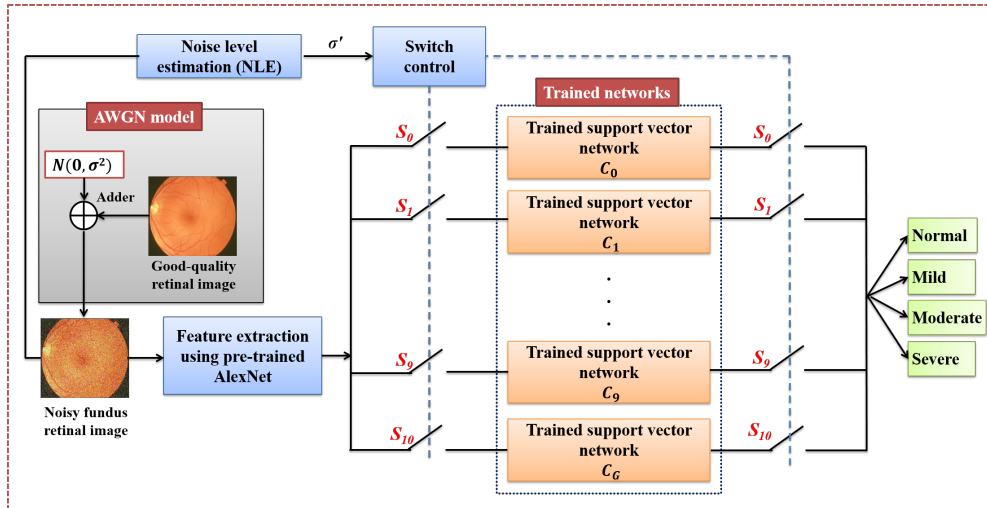 Noise level
estimation (NLE)
σ′
Switch
control
AWGN model
N(0, σ²)
Adder
Good-quality
retinal image
Noisy fundus
retinal image
Feature extraction
using pre-trained
AlexNet
Trained networks
S₀
Trained support vector
network
C₀
S₀
S₁
Trained support vector
network
C₁
S₁
.
.
.
S₉
Trained support vector
network
C₉
S₉
S₁₀
Trained support vector
network
C_G
S₁₀
Normal
Mild
Moderate
Severe